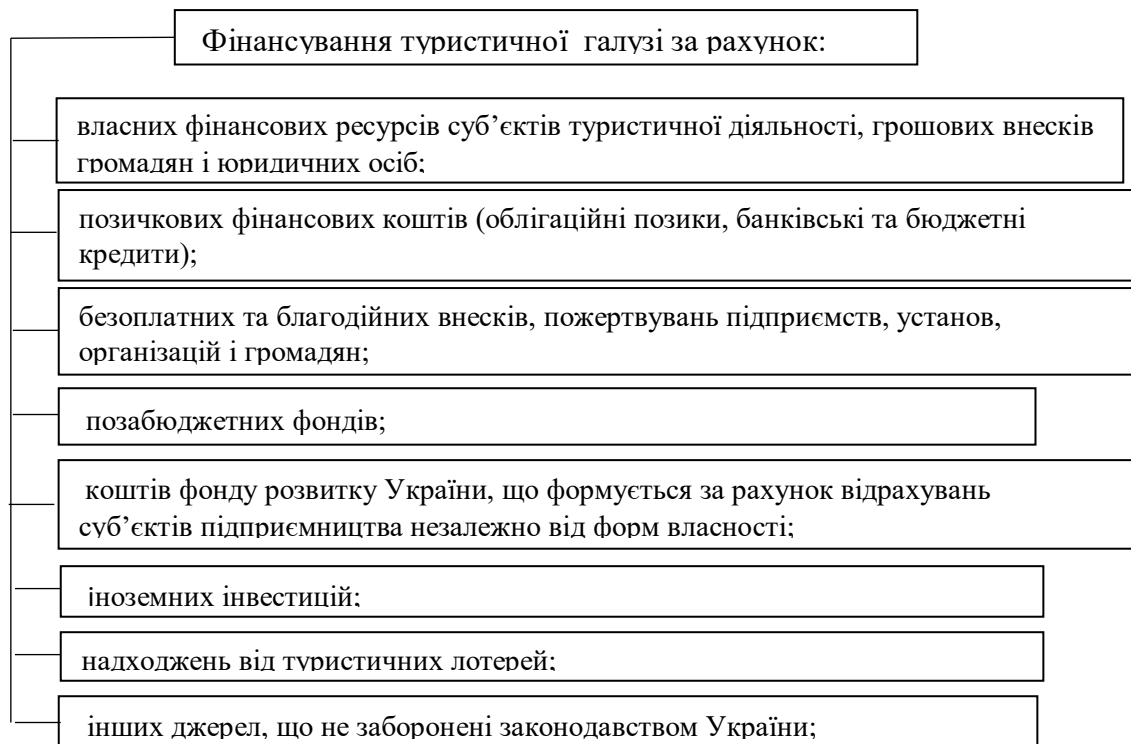 Фінансування туристичної галузі за рахунок:
власних фінансових ресурсів суб’єктів туристичної діяльності, грошових внесків
громадян і юридичних осіб;
позичкових фінансових коштів (облігаційні позики, банківські та бюджетні
кредити);
безоплатних та благодійних внесків, пожертвувань підприємств, установ,
організацій і громадян;
позабюджетних фондів;
коштів фонду розвитку України, що формується за рахунок відрахувань
суб’єктів підприємництва незалежно від форм власності;
іноземних інвестицій;
надходжень від туристичних лотерей;
інших джерел, що не заборонені законодавством України;